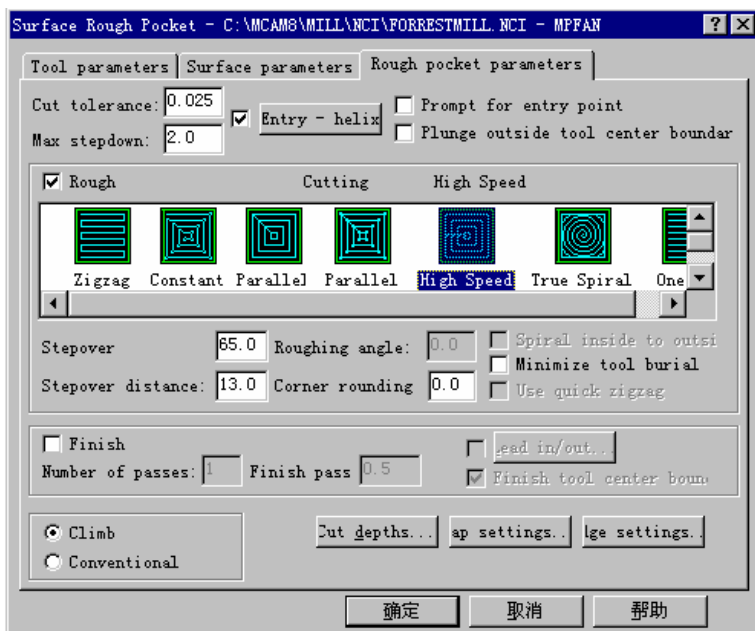 Surface Rough Pocket - C:\MCAM8\MILL\NCI\FORRESTMILL.NCI - MPFAN
Tool parameters Surface parameters Rough pocket parameters
Cut tolerance: 0.025 Entry - helix Prompt for entry point
Max stepdown: 2.0 Plunge outside tool center boundar
Rough Cutting High Speed
Zigzag Constant Parallel Parallel High Speed True Spiral One
Stepover 65.0 Roughing angle: 0.0 Spiral inside to outsi
Minimize tool burial
Stepover distance: 13.0 Corner rounding 0.0 Use quick zigzag
Finish ead in/out...
Number of passes: 1 Finish pass 0.5 Finish tool center boun
Climb Cut depths... ap settings.. lge settings..
Conventional
确定 取消 帮助